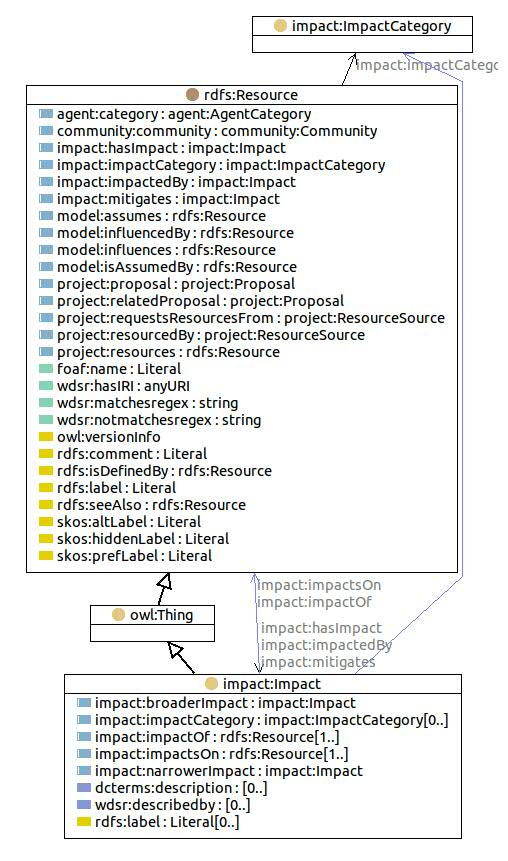 impact:ImpactCategory
impact:ImpactCateg
rdfs:Resource
agent:category : agent:AgentCategory
community:community : community:Community
impact:hasImpact : impact:Impact
impact:impactCategory : impact:ImpactCategory
impact:impactedBy : impact:Impact
impact:mitigates : impact:Impact
model:assumes : rdfs:Resource
model:influencedBy : rdfs:Resource
model:influences : rdfs:Resource
model:isAssumedBy : rdfs:Resource
project:proposal : project:Proposal
project:relatedProposal : project:Proposal
project:requestsResourcesFrom : project:ResourceSource
project:resourcedBy : project:ResourceSource
project:resources : rdfs:Resource
foaf:name : Literal
wdsr:hasIRI : anyURI
wdsr:matchesregex : string
wdsr:notmatchesregex : string
owl:versionInfo
rdfs:comment : Literal
rdfs:isDefinedBy : rdfs:Resource
rdfs:label : Literal
rdfs:seeAlso : rdfs:Resource
skos:altLabel : Literal
skos:hiddenLabel : Literal
skos:prefLabel : Literal
impact:impactsOn
impact:impactOf
owl:Thing
impact:hasImpact
impact:impactedBy
impact:mitigates
impact:Impact
impact:broaderImpact : impact:Impact
impact:impactCategory : impact:ImpactCategory[0..]
impact:impactOf : rdfs:Resource[1..]
impact:impactsOn : rdfs:Resource[1..]
impact:narrowerImpact : impact:Impact
dcterms:description : [0..]
wdsr:describedby : [0..]
rdfs:label : Literal[0..]